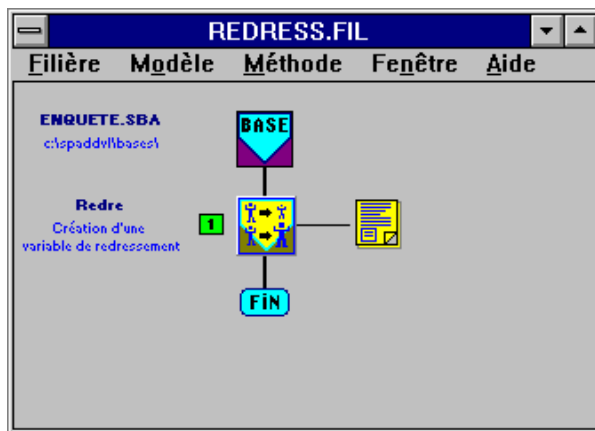 REDRESS.FIL
Filière Modèle Méthode Fenêtre Aide
ENQUETE.SBA
c:\spaddvl\bases\
BASE
Redre
Création d'une
variable de redressement
1
FiN